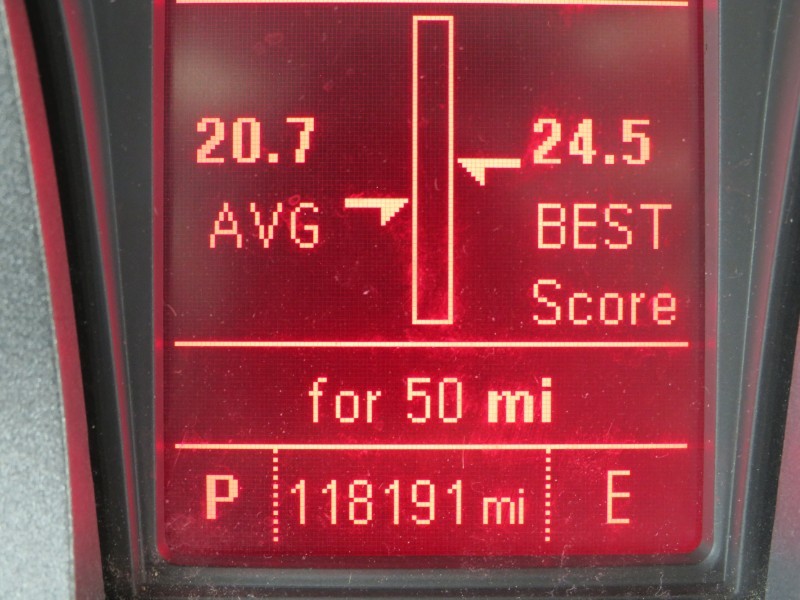 20.7 24.5
AVG BEST
Score
for 50 mi
P 118191 mi E